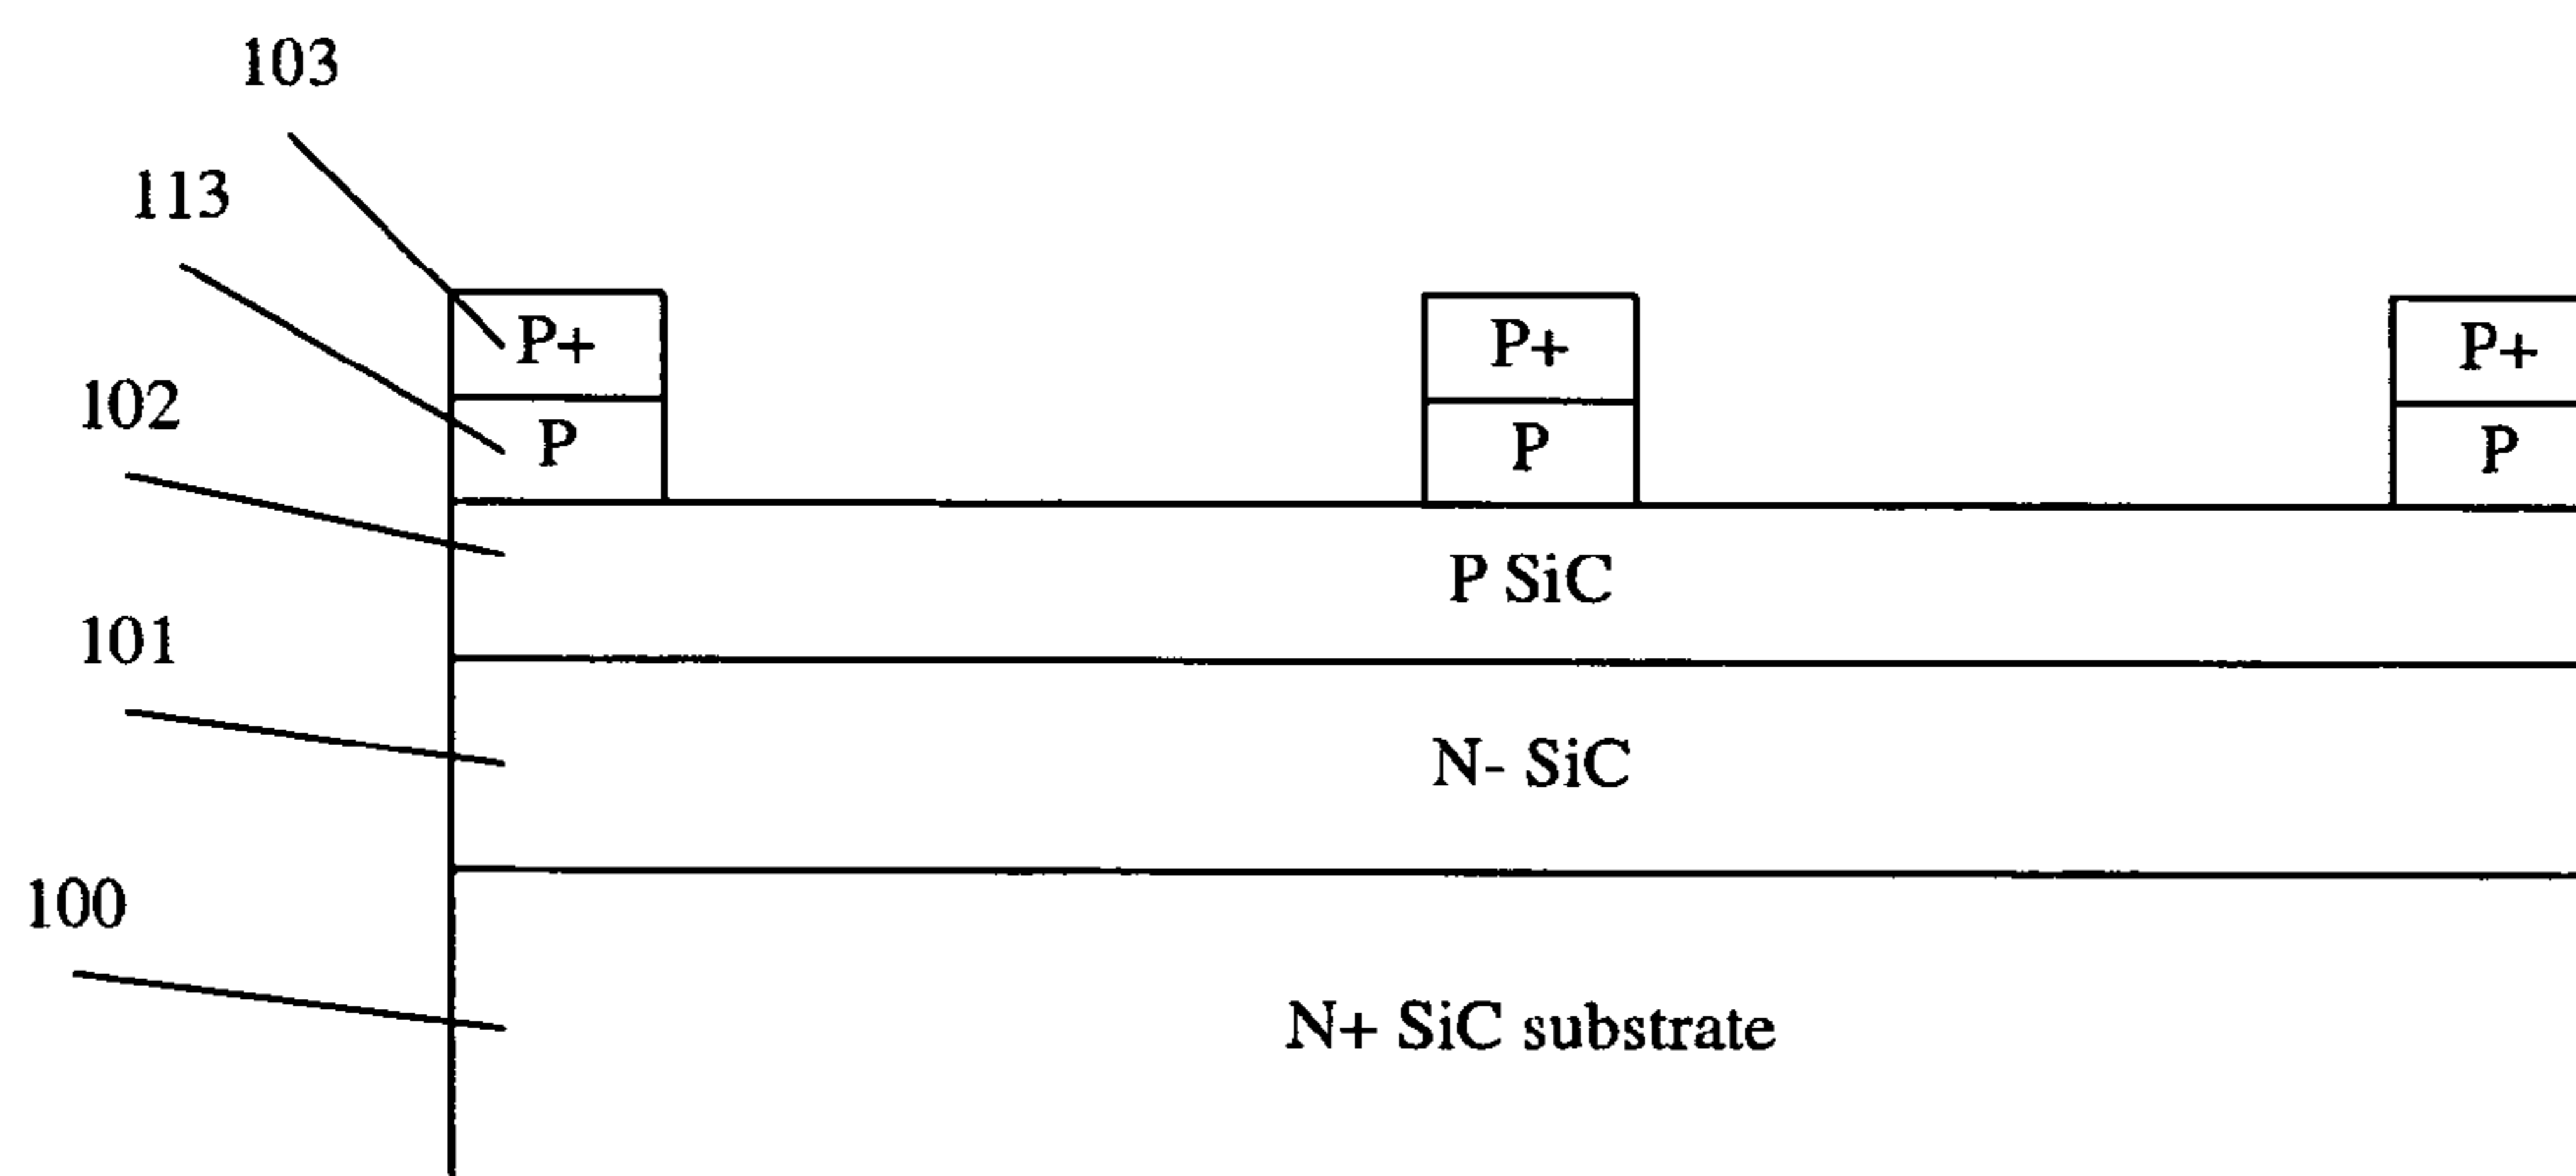 103
113
P+ P+ P+
102
P P P
P SiC
101
N- SiC
100
N+ SiC substrate